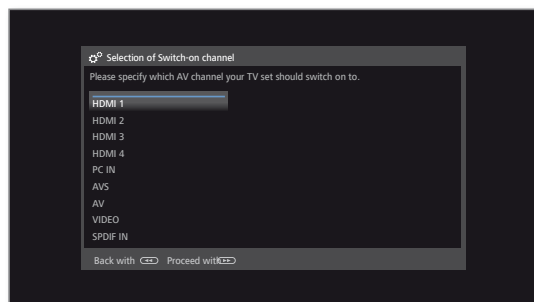 Selection of Switch-on channel
Please specify which AV channel your TV set should switch on to.
HDMI 1
HDMI 2
HDMI 3
HDMI 4
PC IN
AVS
AV
VIDEO
SPDIF IN
Back with Proceed with